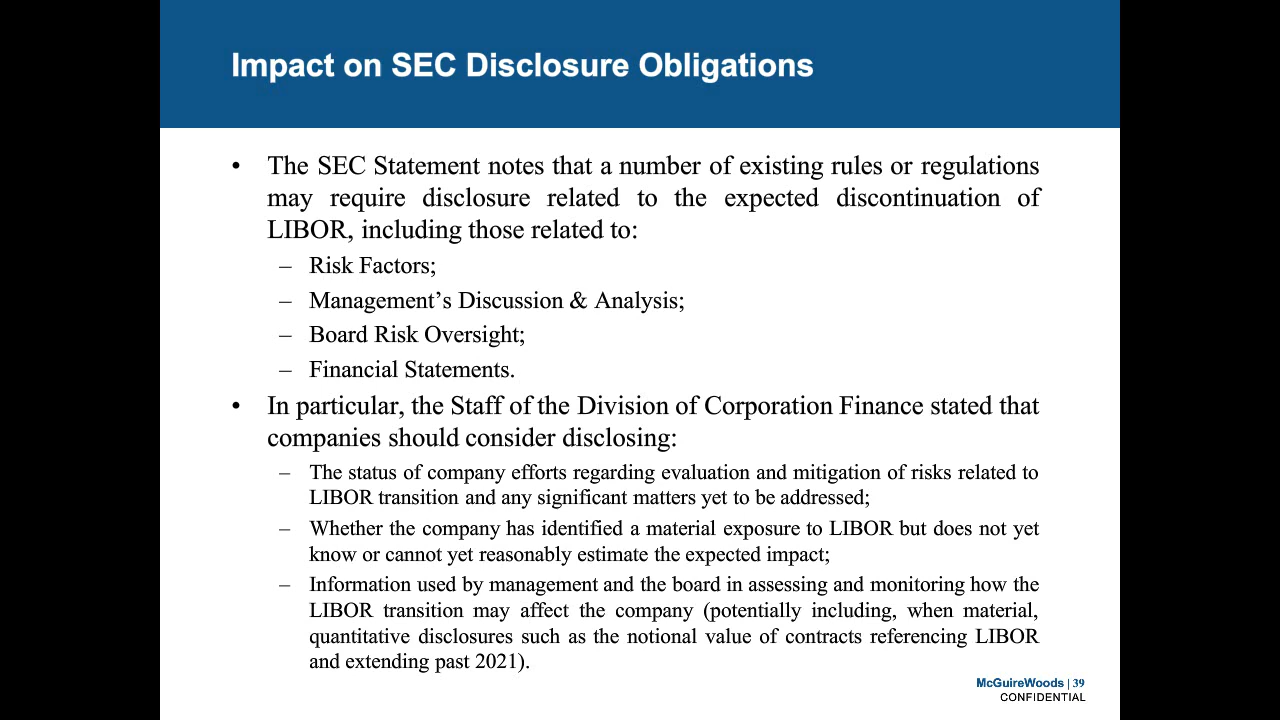 Impact on SEC Disclosure Obligations
• The SEC Statement notes that a number of existing rules or regulations
may require disclosure related to the expected discontinuation of
LIBOR, including those related to:
– Risk Factors;
– Management’s Discussion & Analysis;
– Board Risk Oversight;
– Financial Statements.
• In particular, the Staff of the Division of Corporation Finance stated that
companies should consider disclosing:
– The status of company efforts regarding evaluation and mitigation of risks related to
LIBOR transition and any significant matters yet to be addressed;
– Whether the company has identified a material exposure to LIBOR but does not yet
know or cannot yet reasonably estimate the expected impact;
– Information used by management and the board in assessing and monitoring how the
LIBOR transition may affect the company (potentially including, when material,
quantitative disclosures such as the notional value of contracts referencing LIBOR
and extending past 2021).
McGuireWoods | 39
CONFIDENTIAL